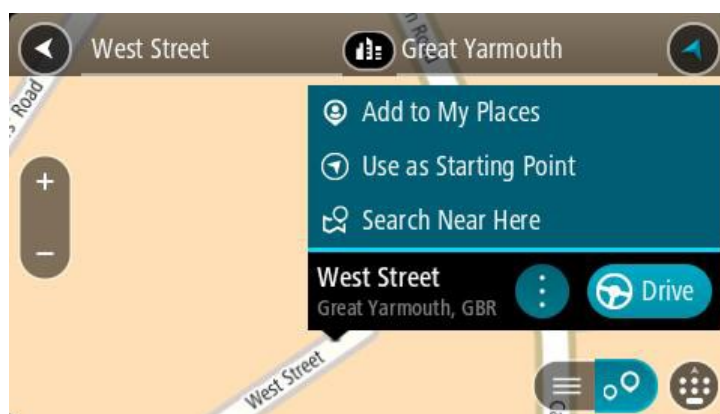 West Street
Great Yarmouth
Road
Add to My Places
Use as Starting Point
Search Near Here
West Street
Great Yarmouth, GBR
Drive
West Street